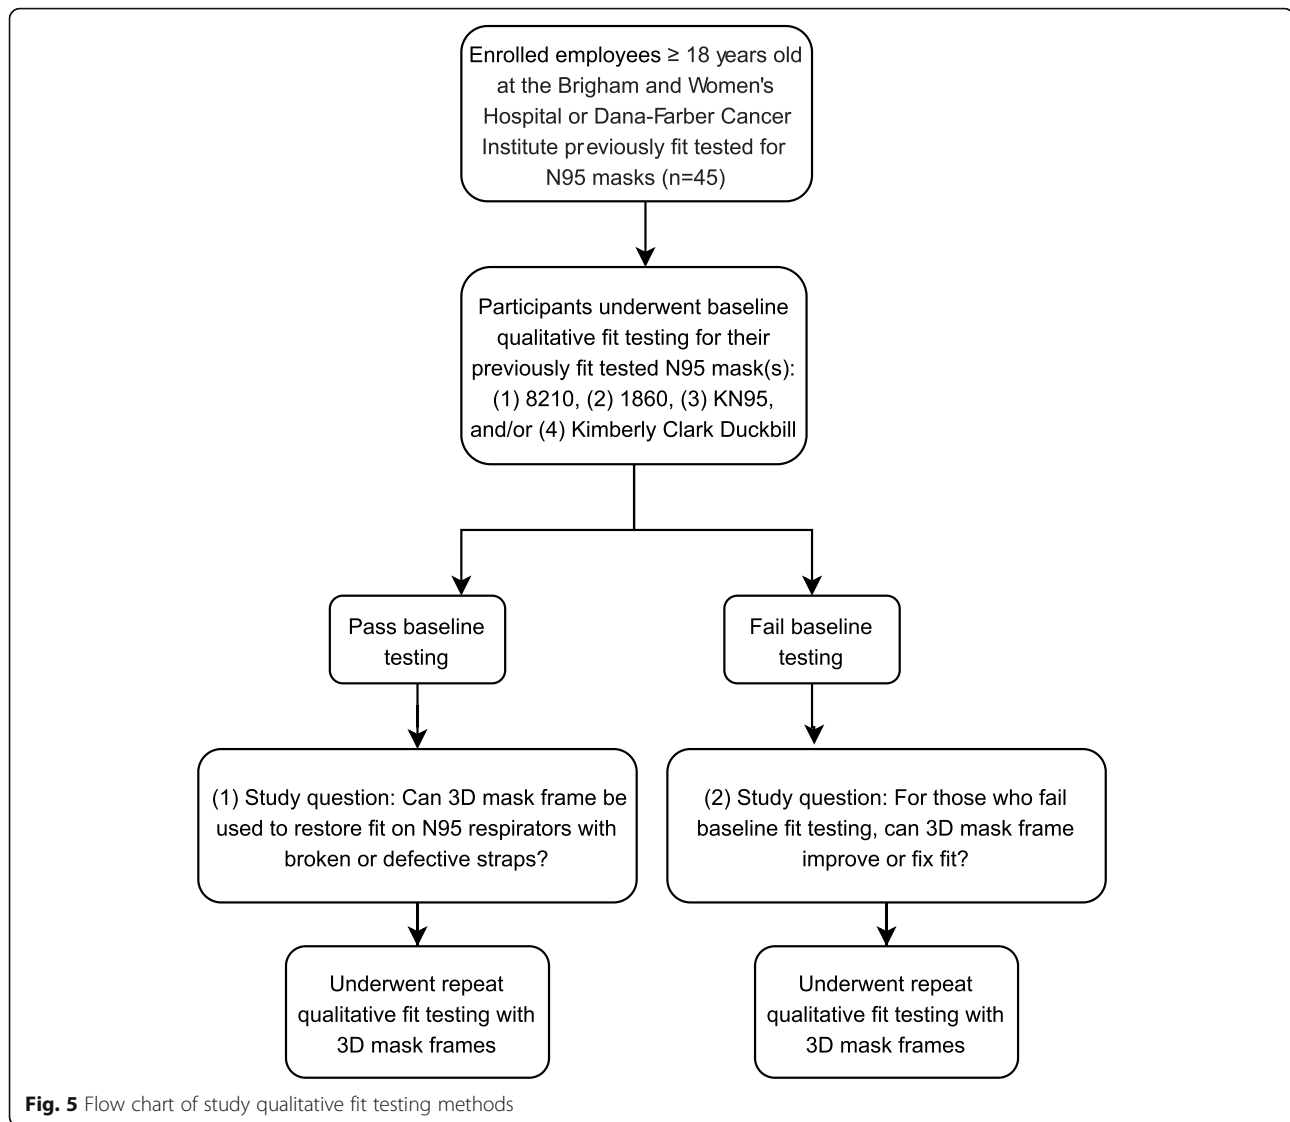 Enrolled employees ≥ 18 years old
at the Brigham and Women's
Hospital or Dana-Farber Cancer
Institute previously fit tested for
N95 masks (n=45)
Participants underwent baseline
qualitative fit testing for their
previously fit tested N95 mask(s):
(1) 8210, (2) 1860, (3) KN95,
and/or (4) Kimberly Clark Duckbill
Pass baseline
testing
Fail baseline
testing
(1) Study question: Can 3D mask frame be
used to restore fit on N95 respirators with
broken or defective straps?
(2) Study question: For those who fail
baseline fit testing, can 3D mask frame
improve or fix fit?
Underwent repeat
qualitative fit testing with
3D mask frames
Underwent repeat
qualitative fit testing with
3D mask frames
Fig. 5 Flow chart of study qualitative fit testing methods